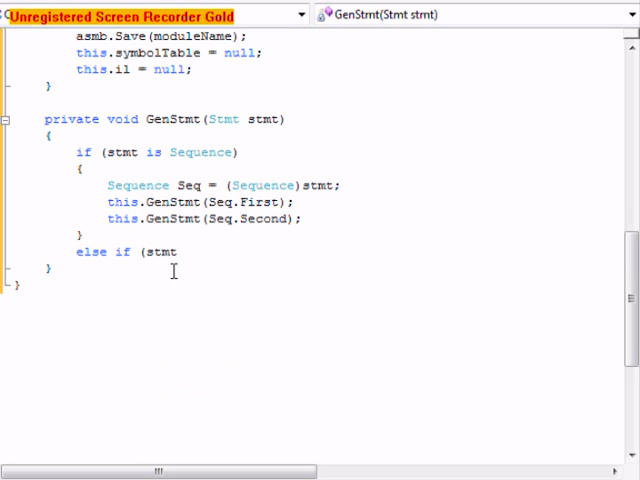 Unregistered Screen Recorder Gold
GenStmt(Stmt stmt)
asmb.Save(moduleName);
this.symbolTable = null;
this.il = null;
}
private void GenStmt(Stmt stmt)
{
if (stmt is Sequence)
{
Sequence Seq = (Sequence)stmt;
this.GenStmt(Seq.First);
this.GenStmt(Seq.Second);
}
else if (stmt
}
}